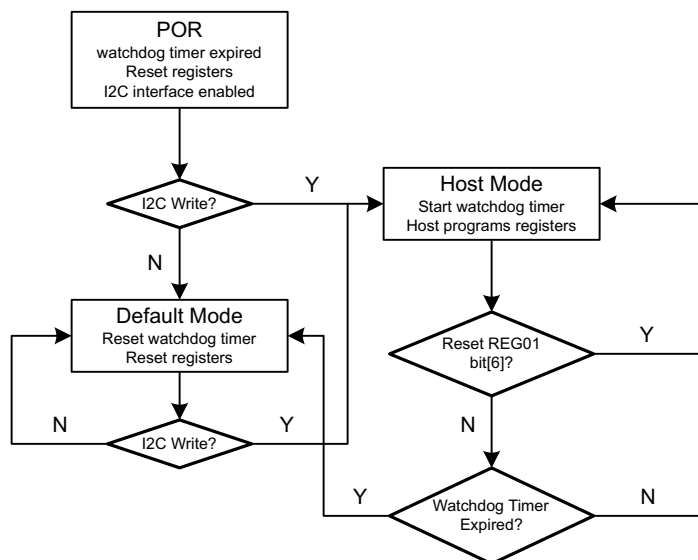 POR
watchdog timer expired
Reset registers
I2C interface enabled
I2C Write?
Y
N
Host Mode
Start watchdog timer
Host programs registers
Default Mode
Reset watchdog timer
Reset registers
Reset REG01
bit[6]?
Y
N
I2C Write?
N
Y
Watchdog Timer
Expired?
Y
N